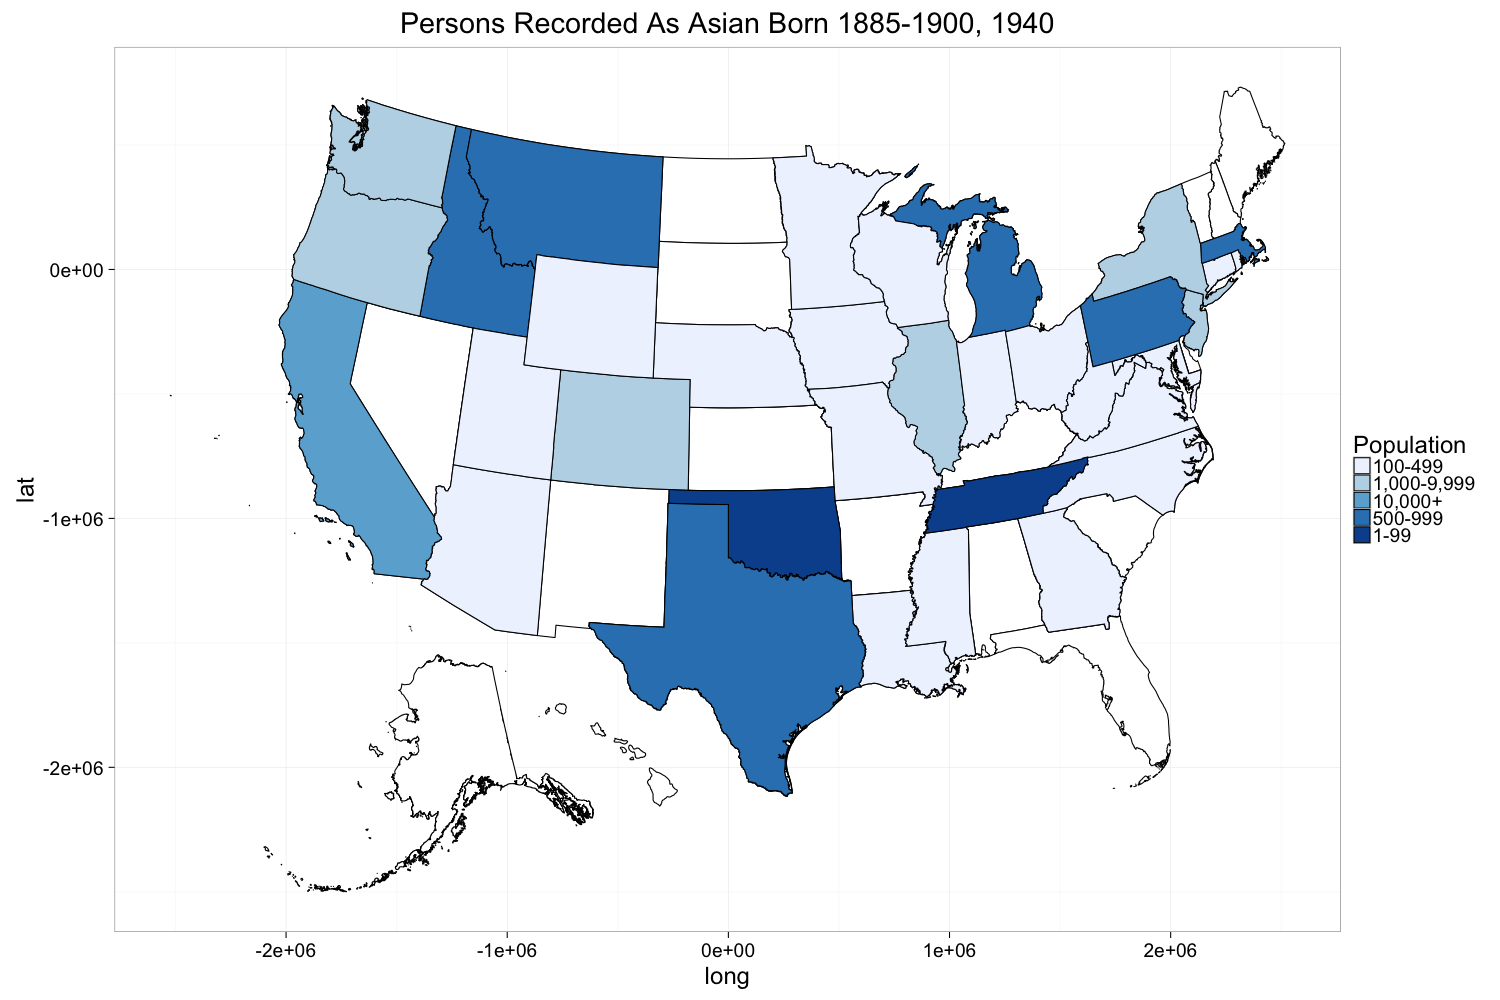 Persons Recorded As Asian Born 1885-1900, 1940
0e+00
-1e+06
-2e+06
lat
-2e+06
-1e+06
0e+00
1e+06
2e+06
long
Population
100-499
1,000-9,999
10,000+
500-999
1-99